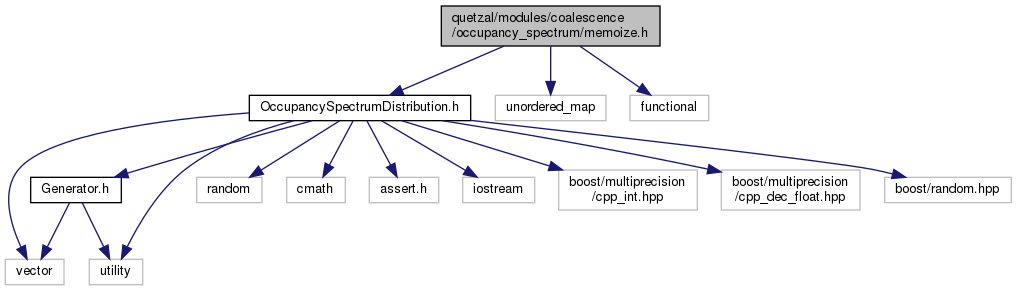 quetzal/modules/coalescence
/occupancy_spectrum/memoize.h
OccupancySpectrumDistribution.h
unordered_map
functional
Generator.h
random
cmath
assert.h
iostream
boost/multiprecision
/cpp_int.hpp
boost/multiprecision
/cpp_dec_float.hpp
boost/random.hpp
vector
utility